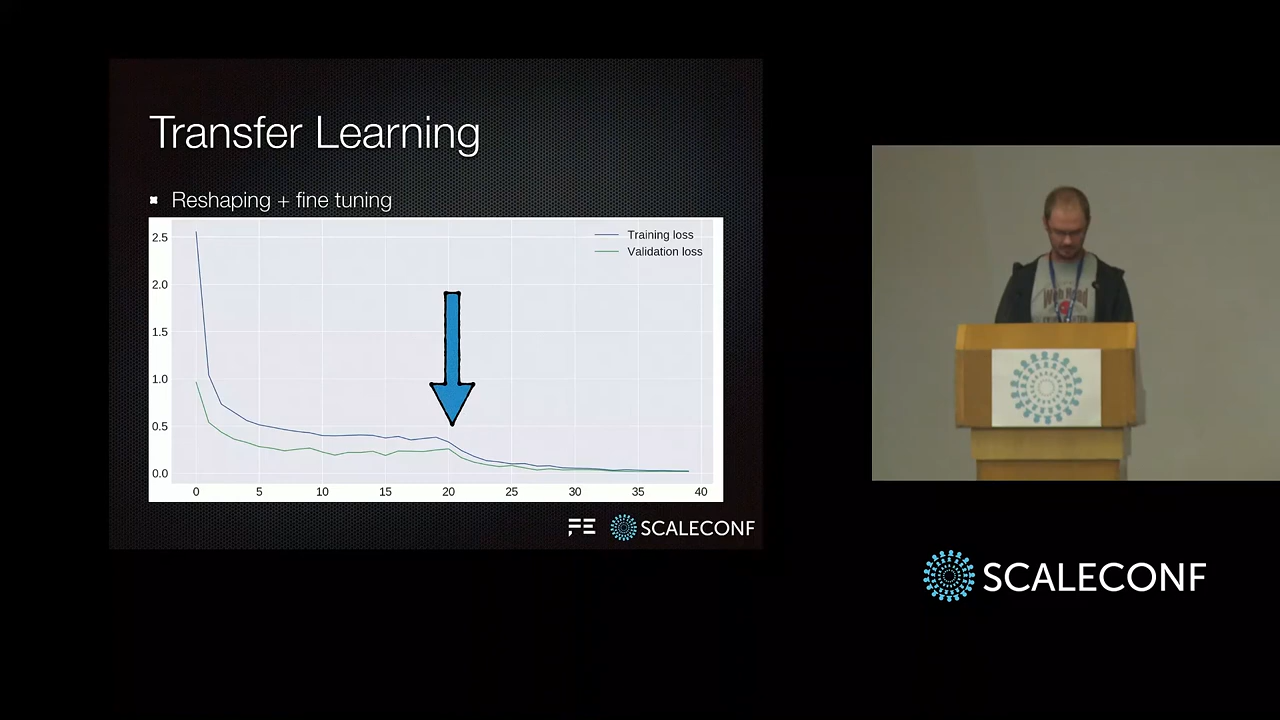 Transfer Learning
Reshaping + fine tuning
Training loss
Validation loss
2.5
2.0
1.5
1.0
0.5
0.0
0 5 10 15 20 25 30 35 40
FE SCALECONF
SCALECONF